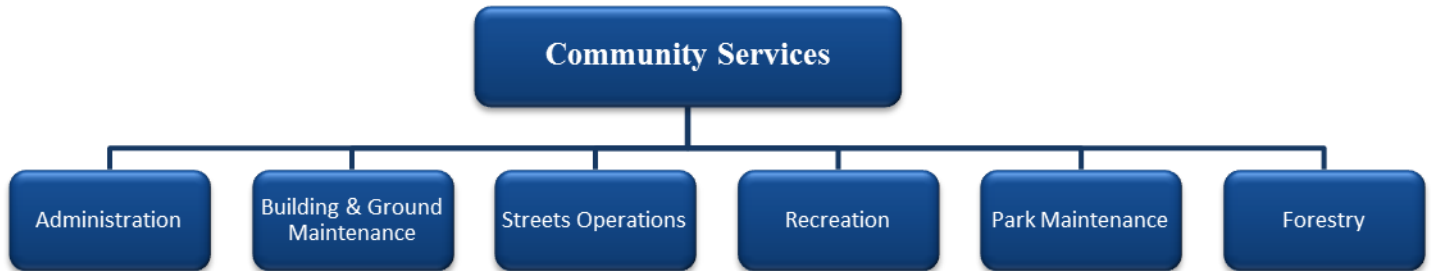 Community Services
Administration
Building & Ground
Maintenance
Streets Operations
Recreation
Park Maintenance
Forestry